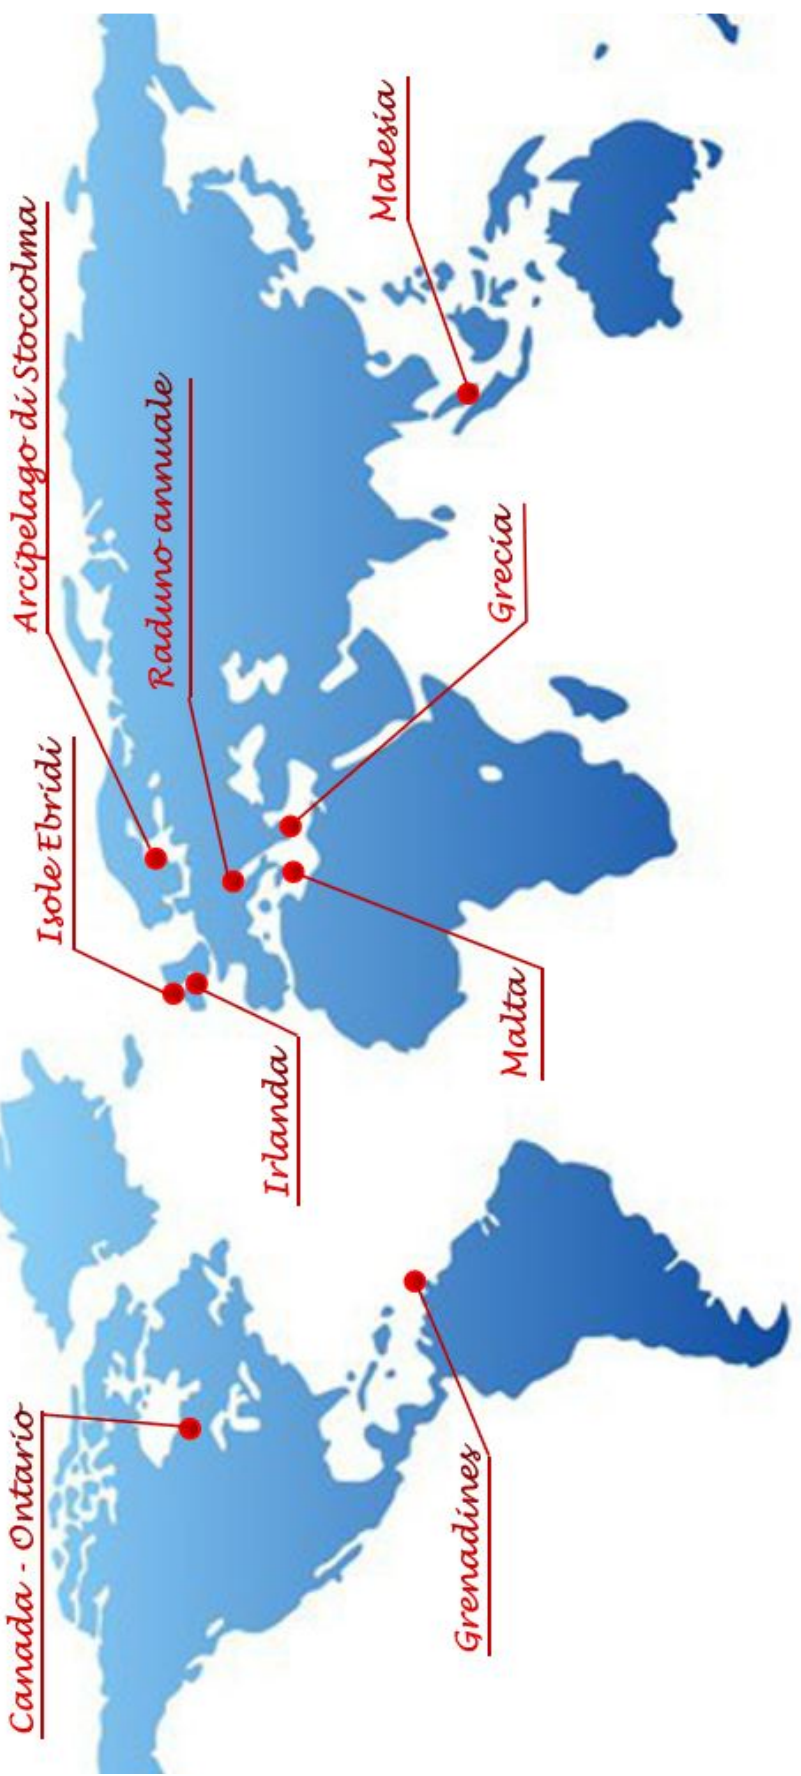 Canada - Ontario
Isole Ebridi
Arcipelago di Stoccolma
Raduno annuale
Malesia
Irlanda
Grecia
Malta
Grenadines